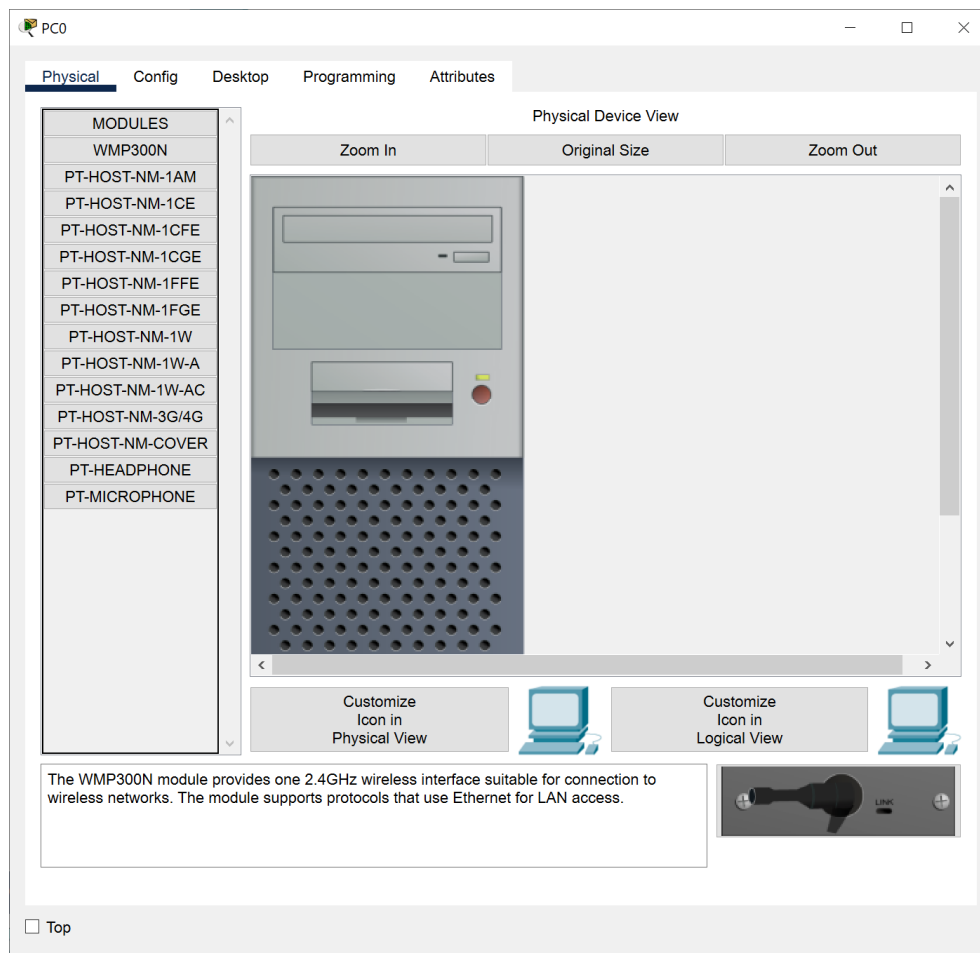 PC0
Physical Config Desktop Programming Attributes
MODULES
WMP300N
PT-HOST-NM-1AM
PT-HOST-NM-1CE
PT-HOST-NM-1CFE
PT-HOST-NM-1CGE
PT-HOST-NM-1FFE
PT-HOST-NM-1FGE
PT-HOST-NM-1W
PT-HOST-NM-1W-A
PT-HOST-NM-1W-AC
PT-HOST-NM-3G/4G
PT-HOST-NM-COVER
PT-HEADPHONE
PT-MICROPHONE
Physical Device View
Zoom In Original Size Zoom Out
Customize
Icon in
Physical View
Customize
Icon in
Logical View
The WMP300N module provides one 2.4GHz wireless interface suitable for connection to
wireless networks. The module supports protocols that use Ethernet for LAN access.
LINK
Top